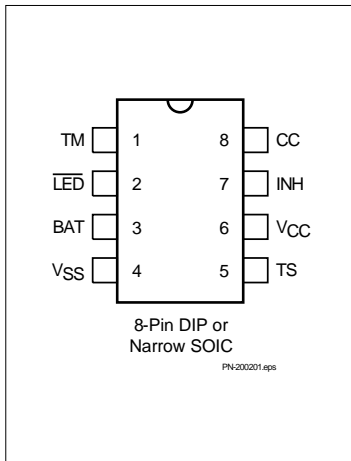 TM 1 8 CC
LED 2 7 INH
BAT 3 6 VCC
VSS 4 5 TS
8-Pin DIP or
Narrow SOIC
PN-200201.eps